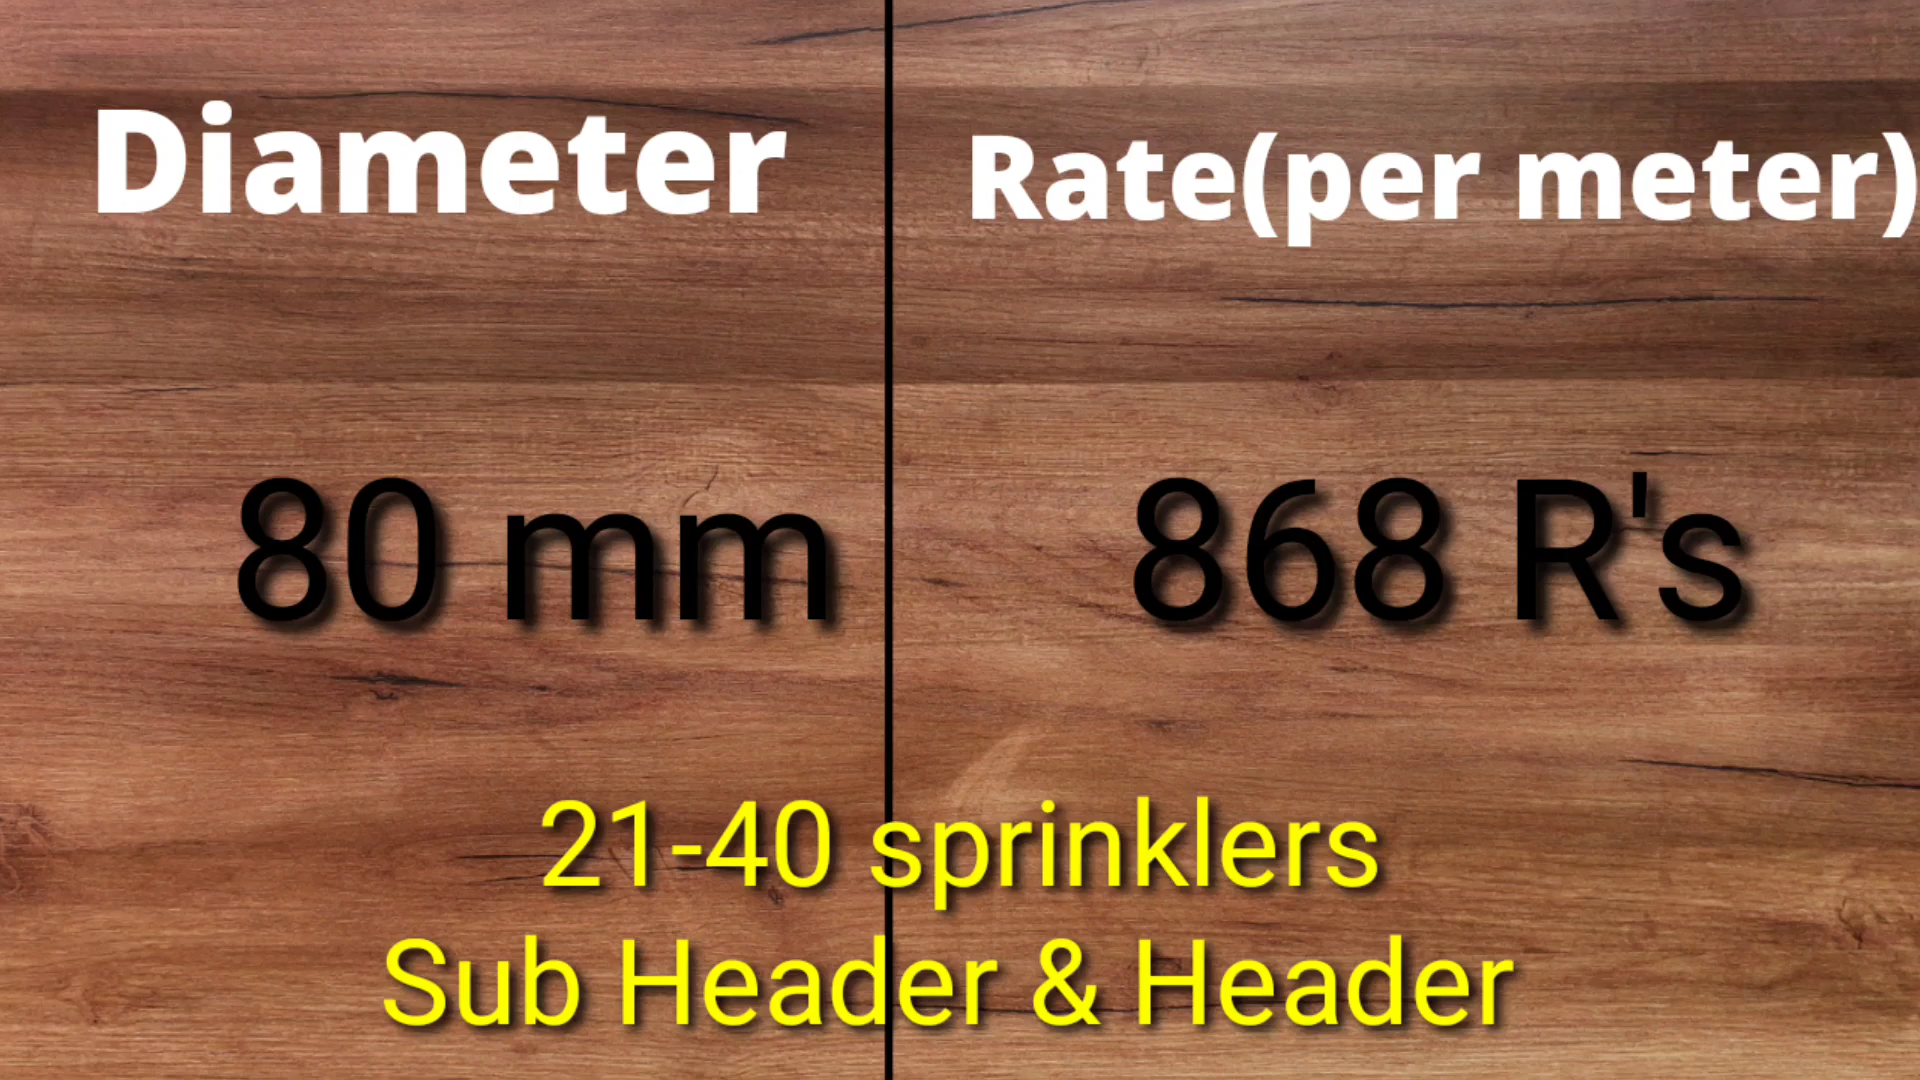 Diameter
Rate(per meter)
80 mm
868 R's
21-40 sprinklers
Sub Header & Header